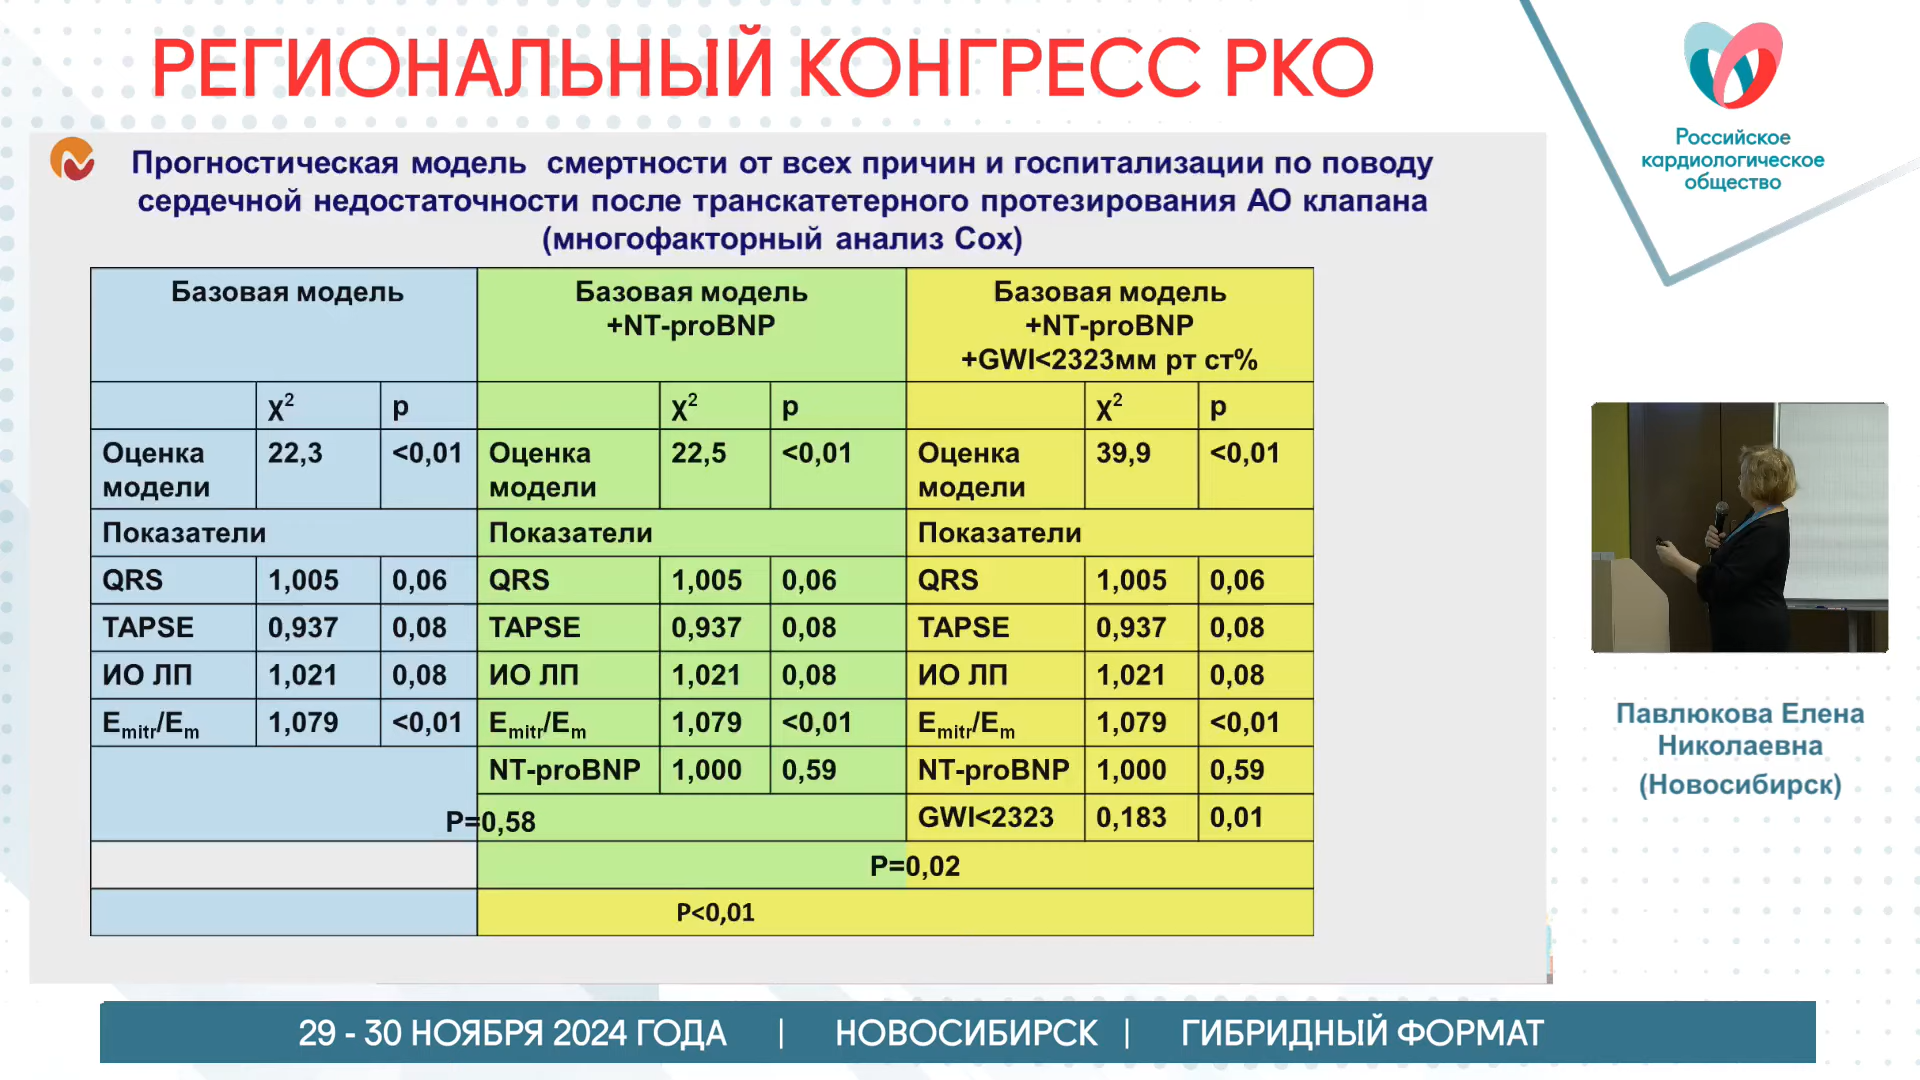 РЕГИОНАЛЬНЫЙ КОНГРЕСС РКО
Российское
кардиологическое
общество
Прогностическая модель смертности от всех причин и госпитализации по поводу
сердечной недостаточности после транскатетерного протезирования АО клапана
(многофакторный анализ Cox)
Базовая модель
Базовая модель
+NT-proBNP
Базовая модель
+NT-proBNP
+GWI<2323мм рт ст%
χ² p χ² p χ² p
Оценка модели 22,3 <0,01 Оценка модели 22,5 <0,01 Оценка модели 39,9 <0,01
Показатели Показатели Показатели
QRS 1,005 0,06 QRS 1,005 0,06 QRS 1,005 0,06
TAPSE 0,937 0,08 TAPSE 0,937 0,08 TAPSE 0,937 0,08
ИО ЛП 1,021 0,08 ИО ЛП 1,021 0,08 ИО ЛП 1,021 0,08
Emitr/Em 1,079 <0,01 Emitr/Em 1,079 <0,01 Emitr/Em 1,079 <0,01
NT-proBNP 1,000 0,59 NT-proBNP 1,000 0,59
P=0,58 GWI<2323 0,183 0,01
P=0,02
P<0,01
Павлюкова Елена
Николаевна
(Новосибирск)
29 - 30 НОЯБРЯ 2024 ГОДА | НОВОСИБИРСК | ГИБРИДНЫЙ ФОРМАТ